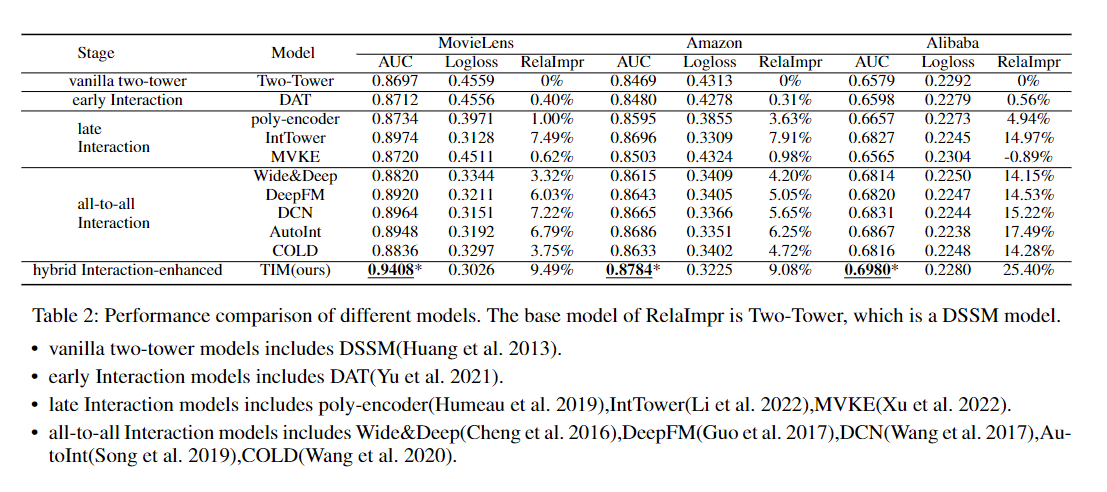 Stage Model MovieLens Amazon Alibaba
AUC Logloss RelaImpr AUC Logloss RelaImpr AUC Logloss RelaImpr
vanilla two-tower Two-Tower 0.8697 0.4559 0% 0.8469 0.4313 0% 0.6579 0.2292 0%
early Interaction DAT 0.8712 0.4556 0.40% 0.8480 0.4278 0.31% 0.6598 0.2279 0.56%
late Interaction poly-encoder 0.8734 0.3971 1.00% 0.8595 0.3855 3.63% 0.6657 0.2273 4.94%
IntTower 0.8974 0.3128 7.49% 0.8696 0.3309 7.91% 0.6827 0.2245 14.97%
MVKE 0.8720 0.4511 0.62% 0.8503 0.4324 0.98% 0.6565 0.2304 -0.89%
all-to-all Interaction Wide&Deep 0.8820 0.3344 3.32% 0.8615 0.3409 4.20% 0.6814 0.2250 14.15%
DeepFM 0.8920 0.3211 6.03% 0.8643 0.3405 5.05% 0.6820 0.2247 14.53%
DCN 0.8964 0.3151 7.22% 0.8665 0.3366 5.65% 0.6831 0.2244 15.22%
AutoInt 0.8948 0.3192 6.79% 0.8686 0.3351 6.25% 0.6867 0.2238 17.49%
COLD 0.8836 0.3297 3.75% 0.8633 0.3402 4.72% 0.6816 0.2248 14.28%
hybrid Interaction-enhanced TIM(ours) 0.9408* 0.3026 9.49% 0.8784* 0.3225 9.08% 0.6980* 0.2280 25.40%
Table 2: Performance comparison of different models. The base model of RelaImpr is Two-Tower, which is a DSSM model.
• vanilla two-tower models includes DSSM(Huang et al. 2013).
• early Interaction models includes DAT(Yu et al. 2021).
• late Interaction models includes poly-encoder(Humeau et al. 2019),IntTower(Li et al. 2022),MVKE(Xu et al. 2022).
• all-to-all Interaction models includes Wide&Deep(Cheng et al. 2016),DeepFM(Guo et al. 2017),DCN(Wang et al. 2017),Au-
toInt(Song et al. 2019),COLD(Wang et al. 2020).